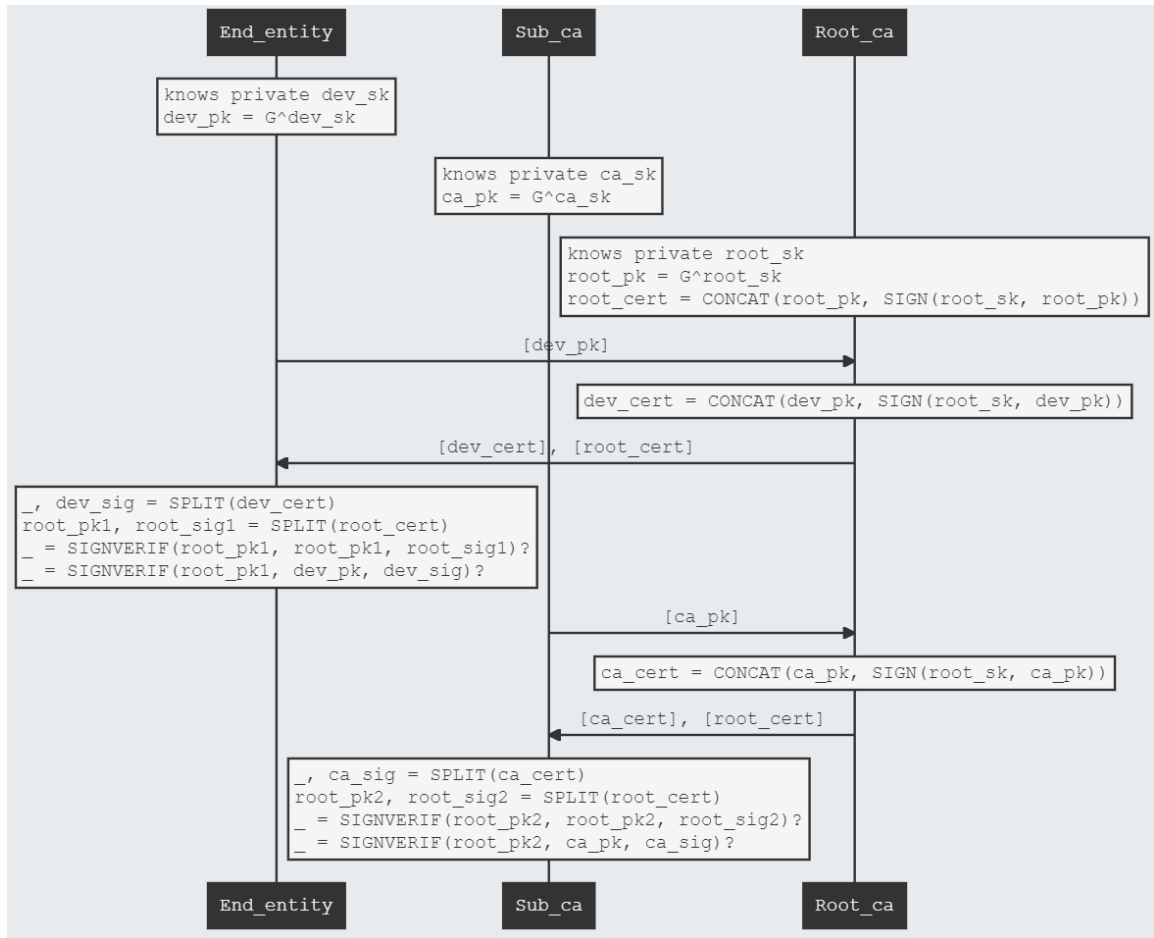 End_entity
Sub_ca
Root_ca
knows private dev_sk
dev_pk = G^dev_sk
knows private ca_sk
ca_pk = G^ca_sk
knows private root_sk
root_pk = G^root_sk
root_cert = CONCAT(root_pk, SIGN(root_sk, root_pk))
[dev_pk]
dev_cert = CONCAT(dev_pk, SIGN(root_sk, dev_pk))
[dev_cert], [root_cert]
_, dev_sig = SPLIT(dev_cert)
root_pk1, root_sig1 = SPLIT(root_cert)
_ = SIGNVERIF(root_pk1, root_pk1, root_sig1)?
_ = SIGNVERIF(root_pk1, dev_pk, dev_sig)?
[ca_pk]
ca_cert = CONCAT(ca_pk, SIGN(root_sk, ca_pk))
[ca_cert], [root_cert]
_, ca_sig = SPLIT(ca_cert)
root_pk2, root_sig2 = SPLIT(root_cert)
_ = SIGNVERIF(root_pk2, root_pk2, root_sig2)?
_ = SIGNVERIF(root_pk2, ca_pk, ca_sig)?
End_entity
Sub_ca
Root_ca